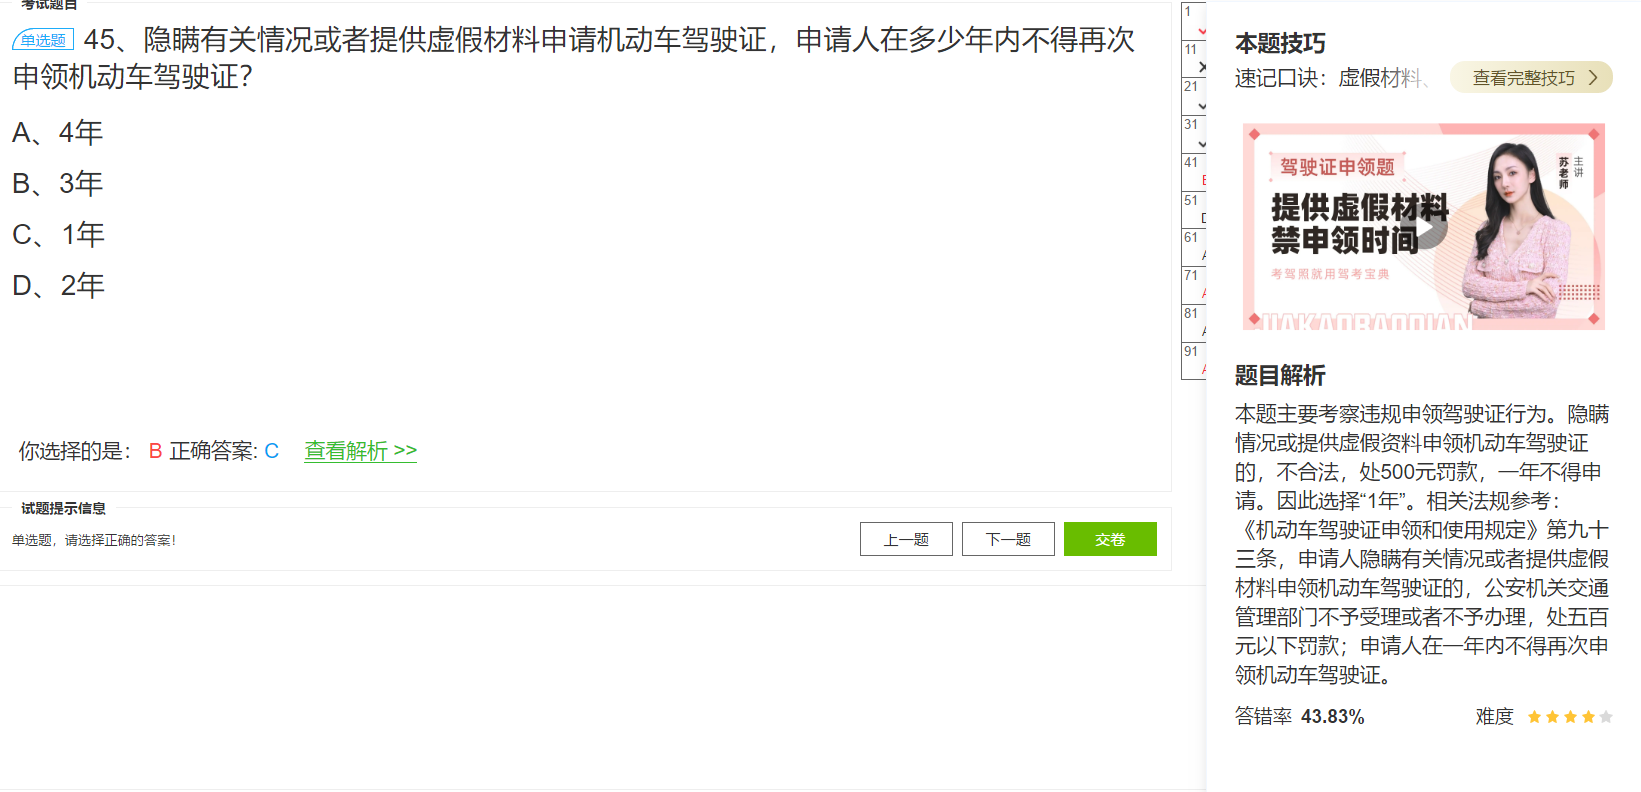 考试题目
单选题 45、隐瞒有关情况或者提供虚假材料申请机动车驾驶证，申请人在多少年内不得再次
申领机动车驾驶证？
A、4年
B、3年
C、1年
D、2年
你选择的是： B 正确答案: C 查看解析 >>
试题提示信息
单选题，请选择正确的答案！
上一题 下一题 交卷
1
11
21
31
41
51
61
71
81
91
本题技巧
速记口诀：虚假材料、 查看完整技巧
驾驶证申领题
主讲
苏老师
提供虚假材料
禁申领时间
考驾照就用驾考宝典
JIAKAOBAODIAN
题目解析
本题主要考察违规申领驾驶证行为。隐瞒
情况或提供虚假资料申领机动车驾驶证
的，不合法，处500元罚款，一年不得申
请。因此选择“1年”。相关法规参考：
《机动车驾驶证申领和使用规定》第九十
三条，申请人隐瞒有关情况或者提供虚假
材料申领机动车驾驶证的，公安机关交通
管理部门不予受理或者不予办理，处五百
元以下罚款；申请人在一年内不得再次申
领机动车驾驶证。
答错率 43.83% 难度